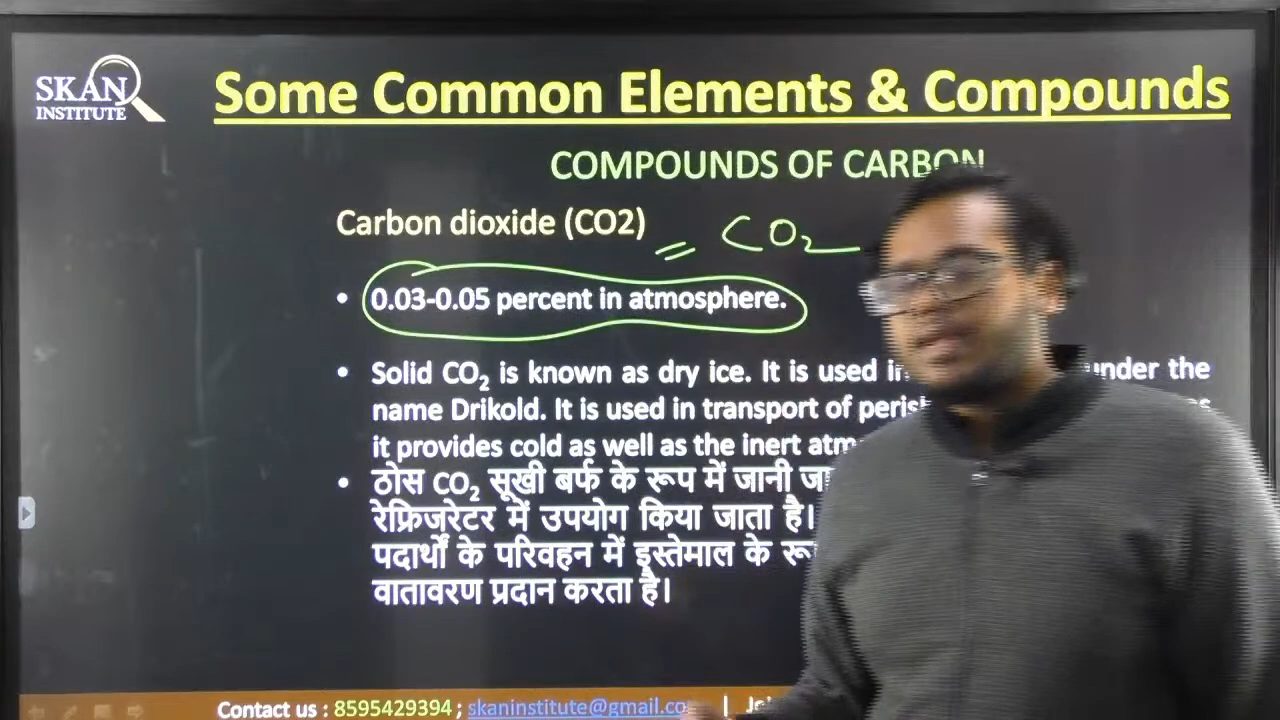 SKAN
INSTITUTE
Some Common Elements & Compounds
COMPOUNDS OF CARBON
Carbon dioxide (CO2) = CO₂
• 0.03-0.05 percent in atmosphere.
• Solid CO₂ is known as dry ice. It is used under the
name Drikold. It is used in transport of
it provides cold as well as the inert
• ठोस CO₂ सूखी बर्फ के रूप में जानी
रेफ्रिजरेटर में उपयोग किया जाता है।
पदार्थों के परिवहन में इस्तेमाल के
वातावरण प्रदान करता है।
Contact us : 8595429394 ; skaninstitute@gmail.co |